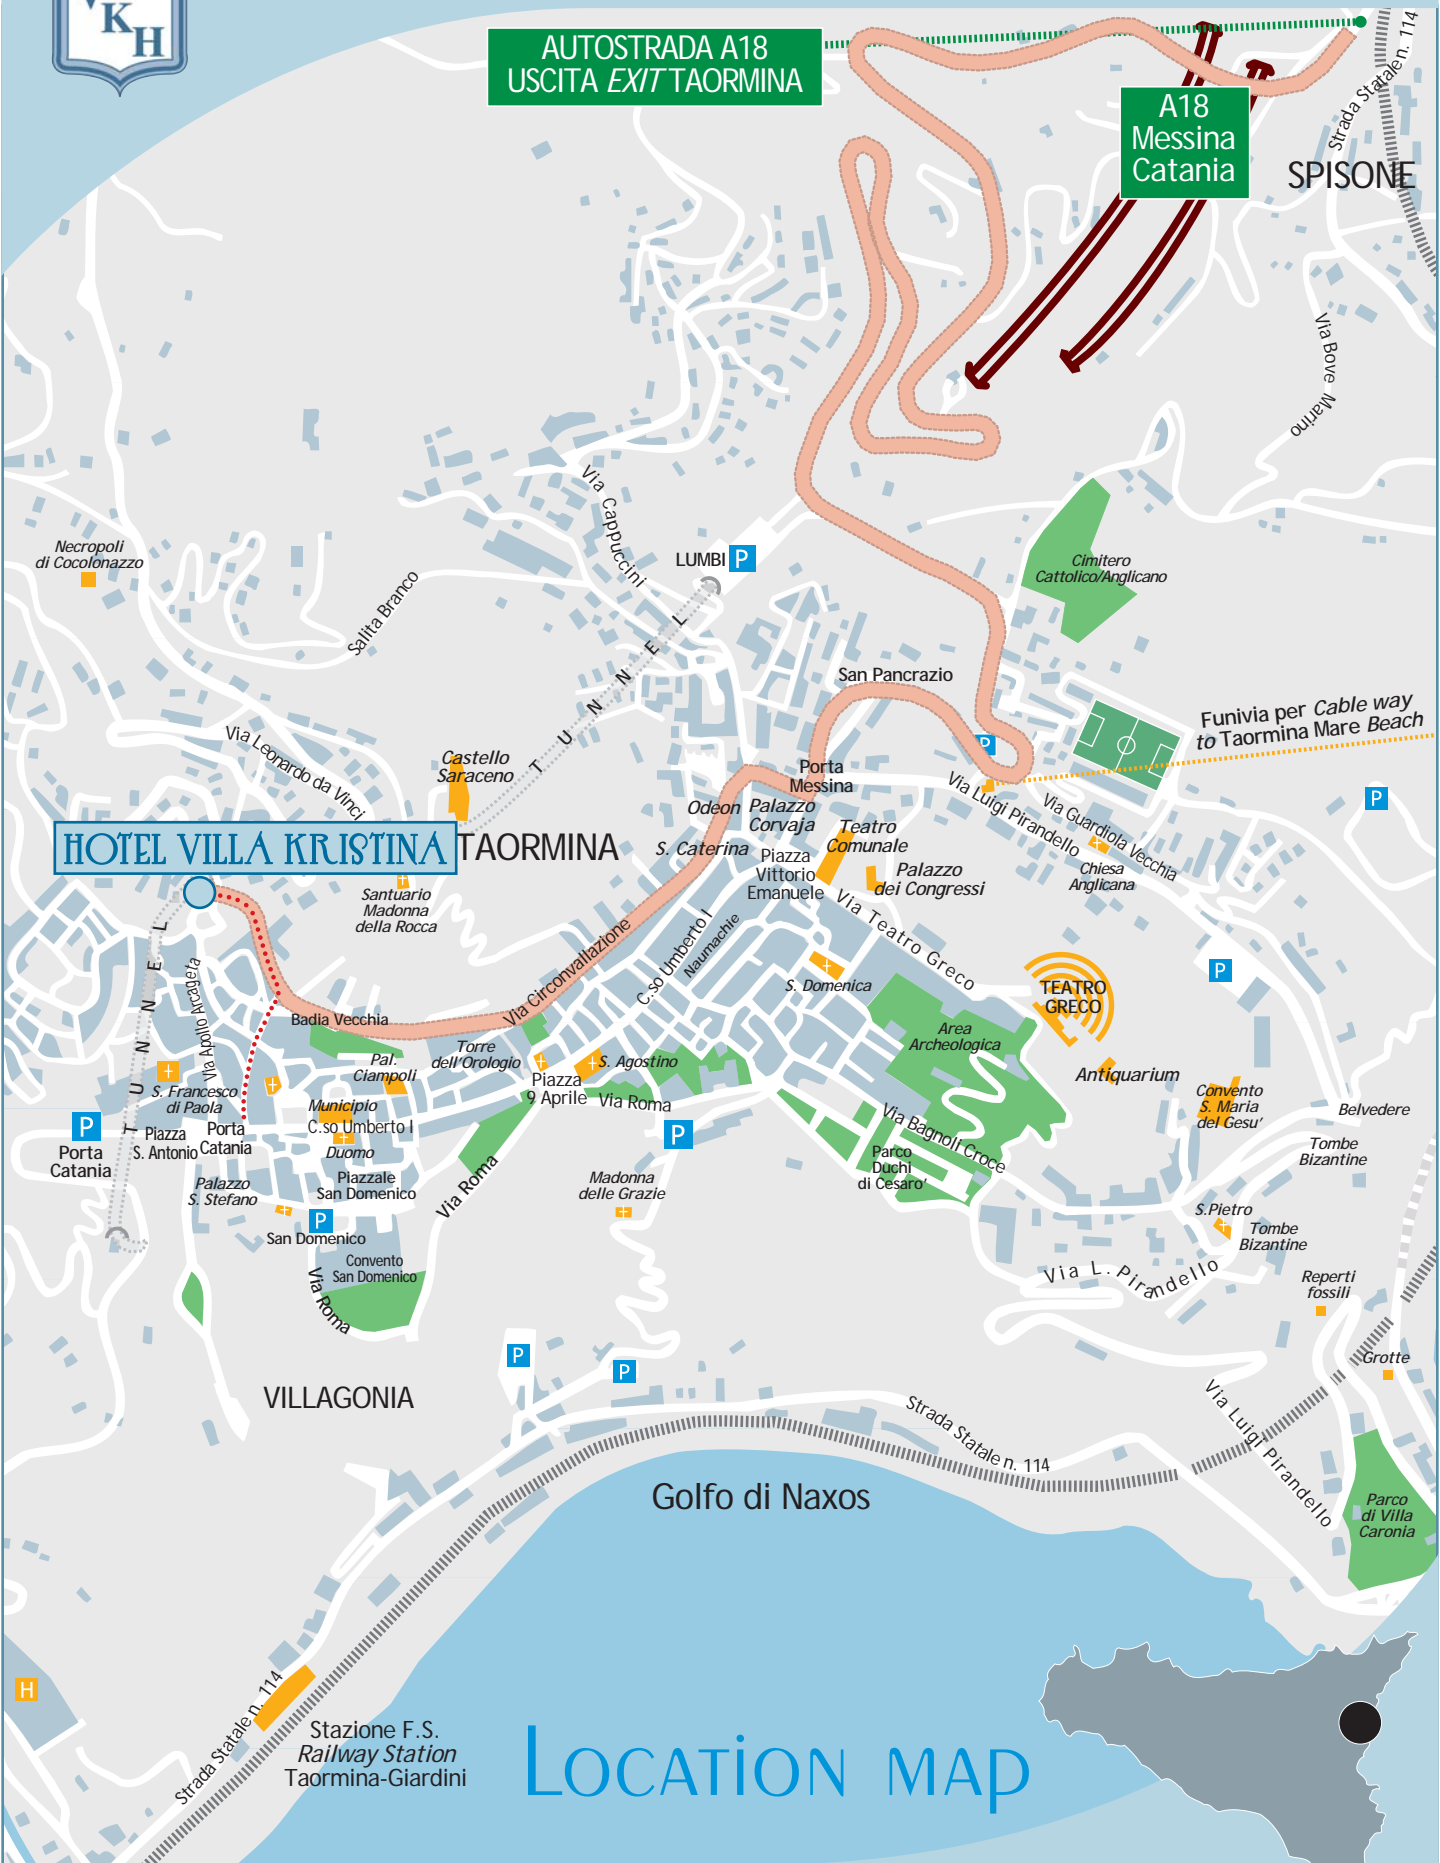 V
K
H
AUTOSTRADA A18
USCITA EXIT TAORMINA
A18
Messina
Catania
Strada Statale n. 114
SPISONE
Via Bove Marino
Via Cappuccini
Necropoli
di Cocolonazzo
LUMBI P
Cimitero
Cattolico/Anglicano
Salita Branco
TUNNEL
San Pancrazio
Funivia per Cable way
to Taormina Mare Beach
Via Leonardo da Vinci
Castello
Saraceno
P
Porta
Messina
P
Via Luigi Pirandello
Via Guardiola Vecchia
Odeon
Palazzo
Corvaja
HOTEL VILLA KRISTINA
TAORMINA
S. Caterina
Teatro
Comunale
Piazza
Vittorio
Emanuele
Palazzo
dei Congressi
Chiesa
Anglicana
Santuario
Madonna
della Rocca
Via Teatro Greco
TUNNEL
Via Apollo Arcageta
Via Circonvallazione
C.so Umberto I
Naumachie
S. Domenica
P
TEATRO
GRECO
Badia Vecchia
Area
Archeologica
Torre
dell'Orologio
Pal.
Ciampoli
S. Agostino
Antiquarium
S. Francesco
di Paola
Piazza
9 Aprile
Via Roma
Convento
S. Maria
del Gesu'
Municipio
C.so Umberto I
Belvedere
P
Porta
Catania
Piazza
S. Antonio
Porta
Catania
P
Via Bagnoli Croce
Duomo
Parco
Duchi
di Cesaro'
Tombe
Bizantine
Palazzo
S. Stefano
Piazzale
San Domenico
Via Roma
Madonna
delle Grazie
P
San Domenico
S.Pietro
Tombe
Bizantine
Convento
San Domenico
Via Roma
Via L. Pirandello
Reperti
fossili
P
P
Grotte
VILLAGONIA
Strada Statale n. 114
Via Luigi Pirandello
Golfo di Naxos
Parco
di Villa
Caronia
H
Strada Statale n. 114
Stazione F.S.
Railway Station
Taormina-Giardini
LOCATION MAP